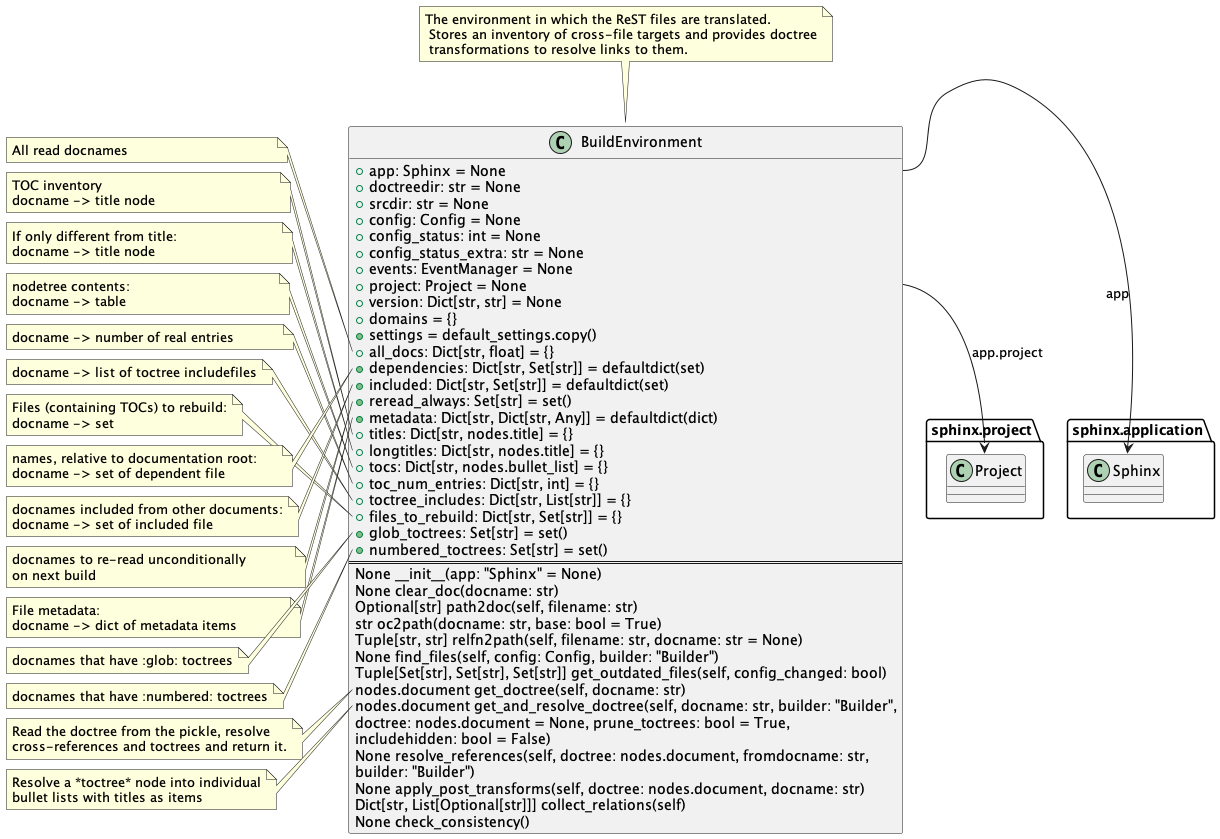 The environment in which the ReST files are translated.
Stores an inventory of cross-file targets and provides doctree
transformations to resolve links to them.
All read docnames
TOC inventory
docname -> title node
If only different from title:
docname -> title node
nodetree contents:
docname -> table
docname -> number of real entries
docname -> list of toctree includefiles
Files (containing TOCs) to rebuild:
docname -> set
names, relative to documentation root:
docname -> set of dependent file
docnames included from other documents:
docname -> set of included file
docnames to re-read unconditionally
on next build
File metadata:
docname -> dict of metadata items
docnames that have :glob: toctrees
docnames that have :numbered: toctrees
Read the doctree from the pickle, resolve
cross-references and toctrees and return it.
Resolve a *toctree* node into individual
bullet lists with titles as items
C BuildEnvironment
app: Sphinx = None
doctreedir: str = None
srcdir: str = None
config: Config = None
config_status: int = None
config_status_extra: str = None
events: EventManager = None
project: Project = None
version: Dict[str, str] = None
domains = {}
settings = default_settings.copy()
all_docs: Dict[str, float] = {}
dependencies: Dict[str, Set[str]] = defaultdict(set)
included: Dict[str, Set[str]] = defaultdict(set)
reread_always: Set[str] = set()
metadata: Dict[str, Dict[str, Any]] = defaultdict(dict)
titles: Dict[str, nodes.title] = {}
longtitles: Dict[str, nodes.title] = {}
tocs: Dict[str, nodes.bullet_list] = {}
toc_num_entries: Dict[str, int] = {}
toctree_includes: Dict[str, List[str]] = {}
files_to_rebuild: Dict[str, Set[str]] = {}
glob_toctrees: Set[str] = set()
numbered_toctrees: Set[str] = set()
None __init__(app: "Sphinx" = None)
None clear_doc(docname: str)
Optional[str] path2doc(self, filename: str)
str oc2path(docname: str, base: bool = True)
Tuple[str, str] relfn2path(self, filename: str, docname: str = None)
None find_files(self, config: Config, builder: "Builder")
Tuple[Set[str], Set[str], Set[str]] get_outdated_files(self, config_changed: bool)
nodes.document get_doctree(self, docname: str)
nodes.document get_and_resolve_doctree(self, docname: str, builder: "Builder",
doctree: nodes.document = None, prune_toctrees: bool = True,
includehidden: bool = False)
None resolve_references(self, doctree: nodes.document, fromdocname: str,
builder: "Builder")
None apply_post_transforms(self, doctree: nodes.document, docname: str)
Dict[str, List[Optional[str]]] collect_relations(self)
None check_consistency()
app
app.project
sphinx.project
C Project
sphinx.application
C Sphinx